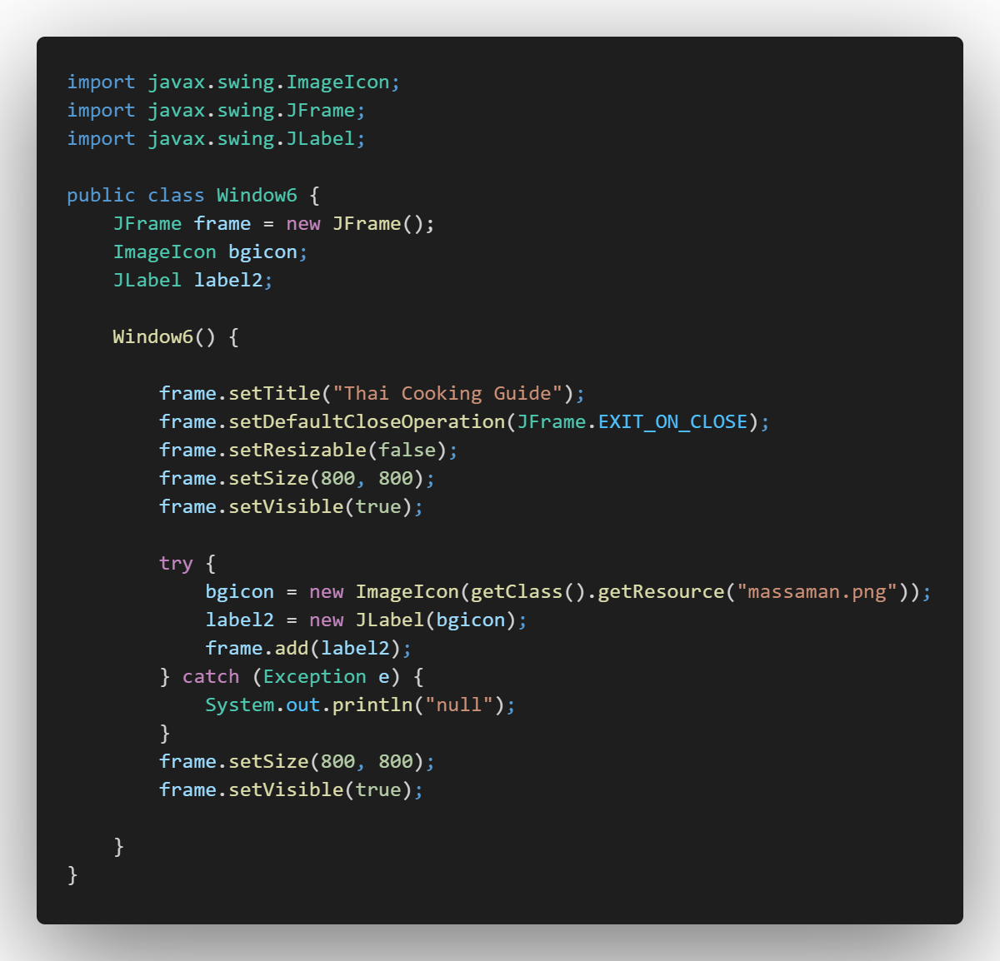 import javax.swing.ImageIcon;
import javax.swing.JFrame;
import javax.swing.JLabel;

public class Window6 {
    JFrame frame = new JFrame();
    ImageIcon bgicon;
    JLabel label2;

    Window6() {

        frame.setTitle("Thai Cooking Guide");
        frame.setDefaultCloseOperation(JFrame.EXIT_ON_CLOSE);
        frame.setResizable(false);
        frame.setSize(800, 800);
        frame.setVisible(true);

        try {
            bgicon = new ImageIcon(getClass().getResource("massaman.png"));
            label2 = new JLabel(bgicon);
            frame.add(label2);
        } catch (Exception e) {
            System.out.println("null");
        }
        frame.setSize(800, 800);
        frame.setVisible(true);

    }
}